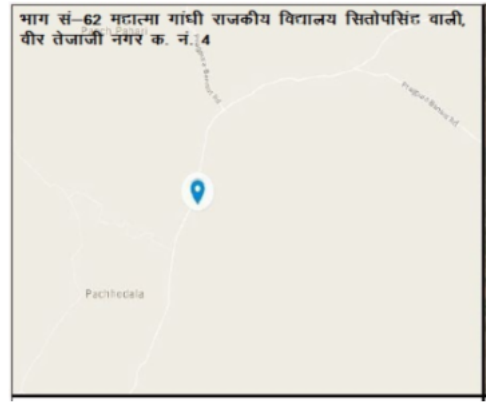 भाग सं–62 महात्मा गांधी राजकीय विद्यालय सितोपसिंह वाली,
वीर तेजाजी नगर क. नं. 4
Pachhedala